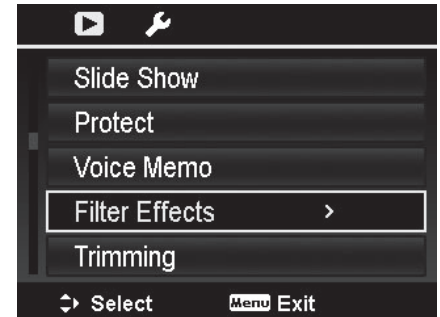 Slide Show
Protect
Voice Memo
Filter Effects >
Trimming
Select Menu Exit